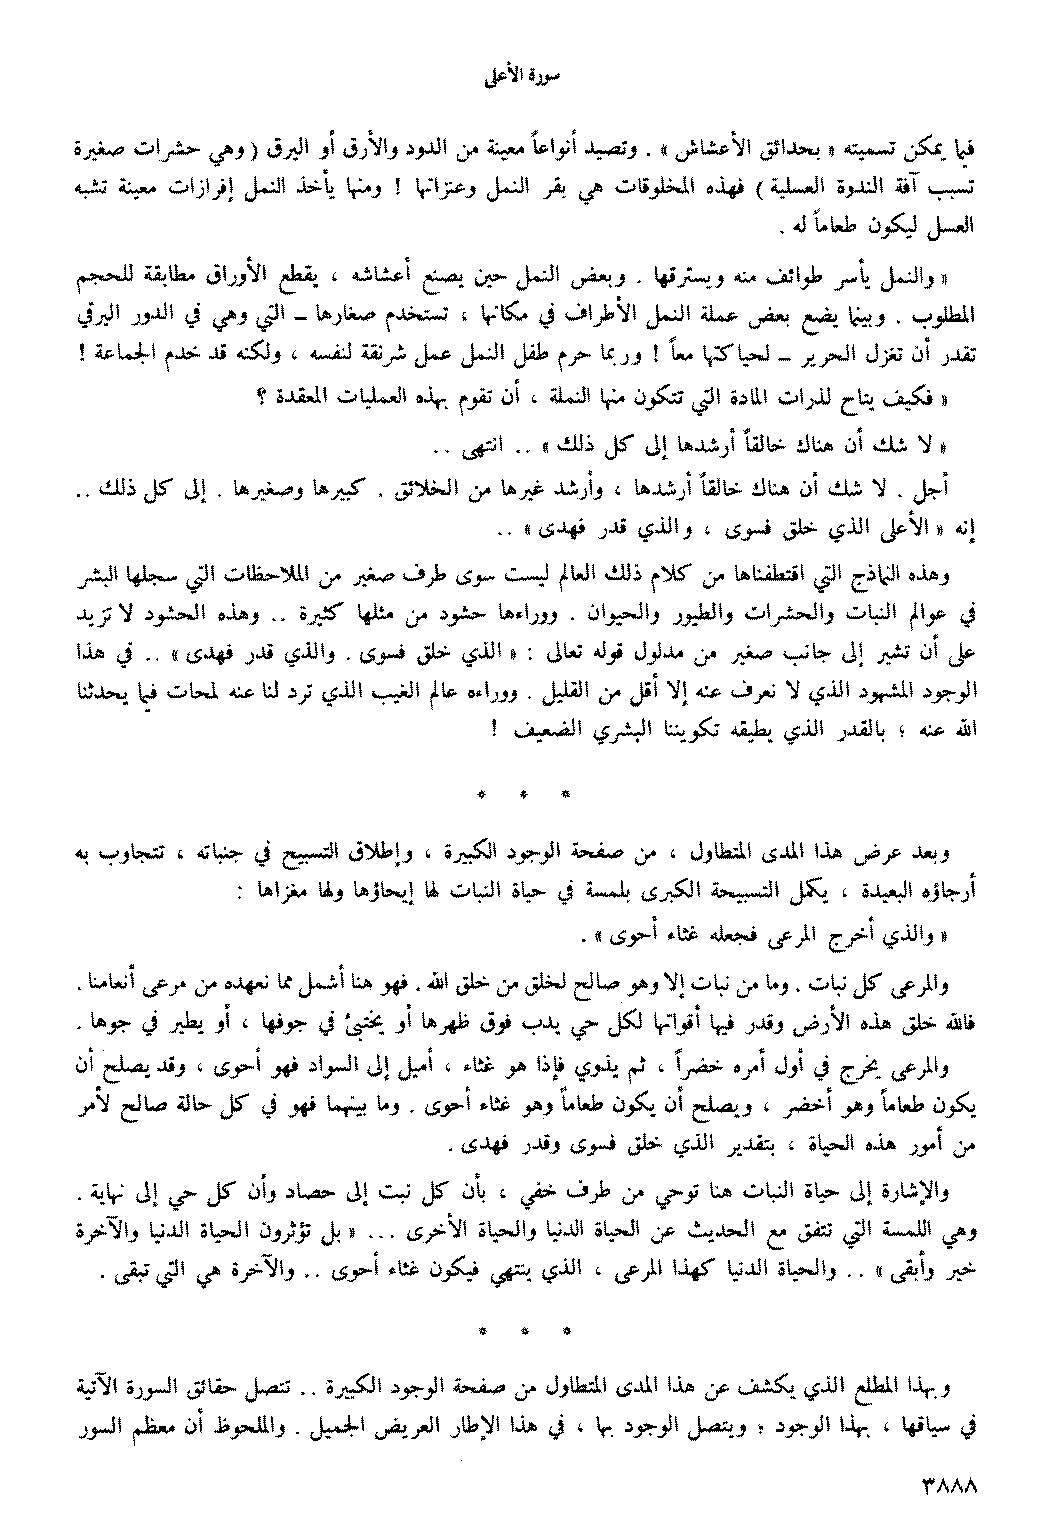 سورة الأعلى
فيما يمكن تسميته « بحدائق الأعشاش » . وتصيد أنواعاً معينة من الدود والأرق أو اليرق ( وهي حشرات صغيرة
تسبب آفة الندوة العسلية ) فهذه المخلوقات هي بقر النمل وعنزاتها ! ومنها يأخذ النمل إفرازات معينة تشبه
العسل ليكون طعاماً له .
« والنمل يأسر طوائف منه ويسترقها . وبعض النمل حين يصنع أعشاشه ، يقطع الأوراق مطابقة للحجم
المطلوب . وبينما يضع بعض عملة النمل الأطراف في مكانها ، تستخدم صغارها – التي وهي في الدور اليرقي
تقدر أن تغزل الحرير – لحياكتها معاً ! وربما حرم طفل النمل عمل شرنقة لنفسه ، ولكنه قد خدم الجماعة !
« فكيف يتاح لذرات المادة التي تتكون منها النملة ، أن تقوم بهذه العمليات المعقدة ؟
« لا شك أن هناك خالقاً أرشدها إلى كل ذلك » .. انتهى ..
أجل . لا شك أن هناك خالقاً أرشدها ، وأرشد غيرها من الخلائق . كبيرها وصغيرها . إلى كل ذلك ..
إنه « الأعلى الذي خلق فسوى ، والذي قدر فهدى » ..
وهذه النماذج التي اقتطفناها من كلام ذلك العالم ليست سوى طرف صغير من الملاحظات التي سجلها البشر
في عوالم النبات والحشرات والطيور والحيوان . ووراءها حشود من مثلها كثيرة .. وهذه الحشود لا تزيد
على أن تشير إلى جانب صغير من مدلول قوله تعالى : « الذي خلق فسوى . والذي قدر فهدى » .. في هذا
الوجود المشهود الذي لا نعرف عنه إلا أقل من القليل . ووراءه عالم الغيب الذي ترد لنا عنه لمحات فيما يحدثنا
الله عنه ؛ بالقدر الذي يطيقه تكويننا البشري الضعيف !
* * *
وبعد عرض هذا المدى المتطاول ، من صفحة الوجود الكبيرة ، وإطلاق التسبيح في جنباته ، تتجاوب به
أرجاؤه البعيدة ، يكمل التسبيحة الكبرى بلمسة في حياة النبات لها إيحاؤها ولها مغزاها :
« والذي أخرج المرعى فجعله غثاء أحوى » .
والمرعى كل نبات . وما من نبات إلا وهو صالح لخلق من خلق الله . فهو هنا أشمل مما نعهده من مرعى أنعامنا .
فالله خلق هذه الأرض وقدر فيها أقواتها لكل حي يدب فوق ظهرها أو يختبئ في جوفها ، أو يطير في جوها .
والمرعى يخرج في أول أمره خضراً ، ثم يذوي فإذا هو غثاء ، أميل إلى السواد فهو أحوى ، وقد يصلح أن
يكون طعاماً وهو أخضر ، ويصلح أن يكون طعاماً وهو غثاء أحوى . وما بينهما فهو في كل حالة صالح لأمر
من أمور هذه الحياة ، بتقدير الذي خلق فسوى وقدر فهدى .
والإشارة إلى حياة النبات هنا توحي من طرف خفي ، بأن كل نبت إلى حصاد وأن كل حي إلى نهاية .
وهي اللمسة التي تتفق مع الحديث عن الحياة الدنيا والحياة الأخرى ... « بل تؤثرون الحياة الدنيا والآخرة
خير وأبقى » .. والحياة الدنيا كهذا المرعى ، الذي ينتهي فيكون غثاء أحوى .. والآخرة هي التي تبقى .
* * *
وبهذا المطلع الذي يكشف عن هذا المدى المتطاول من صفحة الوجود الكبيرة .. تتصل حقائق السورة الآتية
في سياقها ، بهذا الوجود ؛ ويتصل الوجود بها ، في هذا الإطار العريض الجميل . والملحوظ أن معظم السور
٣٨٨٨